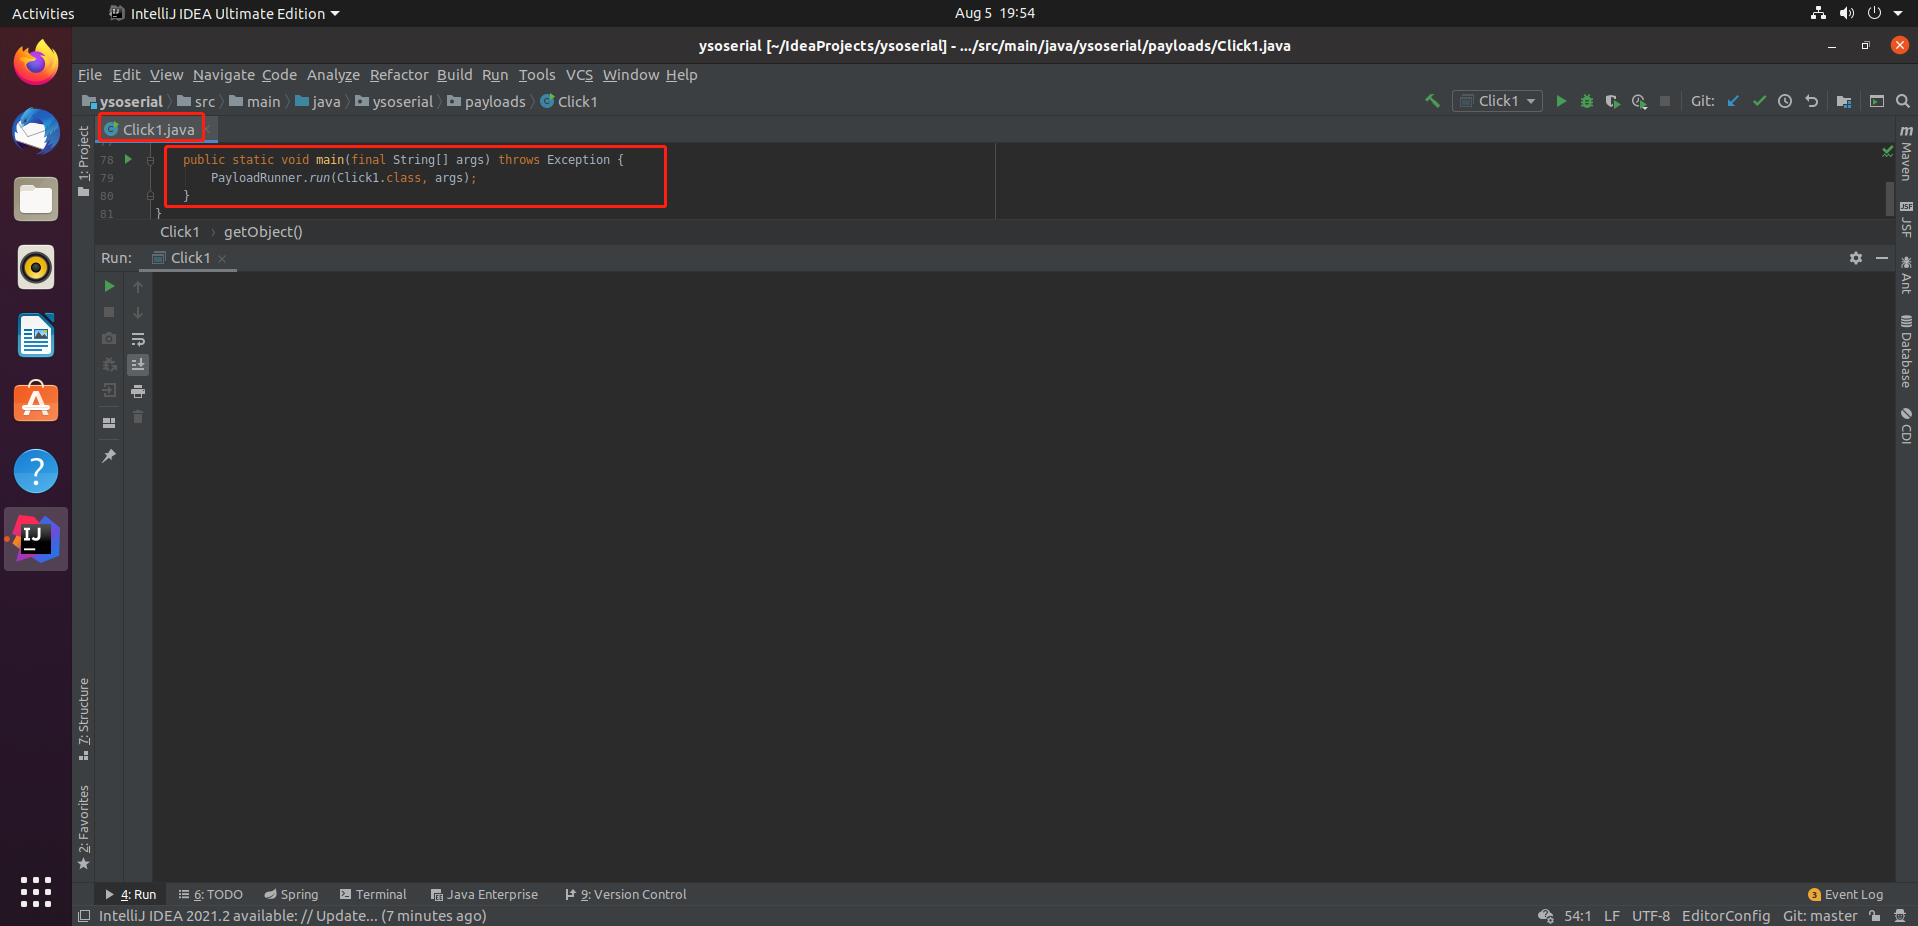 Activities IntelliJ IDEA Ultimate Edition Aug 5 19:54
ysoserial [~/IdeaProjects/ysoserial] - .../src/main/java/ysoserial/payloads/Click1.java
File Edit View Navigate Code Analyze Refactor Build Run Tools VCS Window Help
ysoserial src main java ysoserial payloads Click1 Click1 Git:
Click1.java
78 public static void main(final String[] args) throws Exception {
79 PayloadRunner.run(Click1.class, args);
80 }
81 }
Click1 › getObject()
Run: Click1
1: Project
7: Structure
2: Favorites
m Maven
JSF JSF
Ant
Database
CDI
IJ
?
4: Run 6: TODO Spring Terminal Java Enterprise 9: Version Control 3 Event Log
IntelliJ IDEA 2021.2 available: // Update... (7 minutes ago) 54:1 LF UTF-8 EditorConfig Git: master